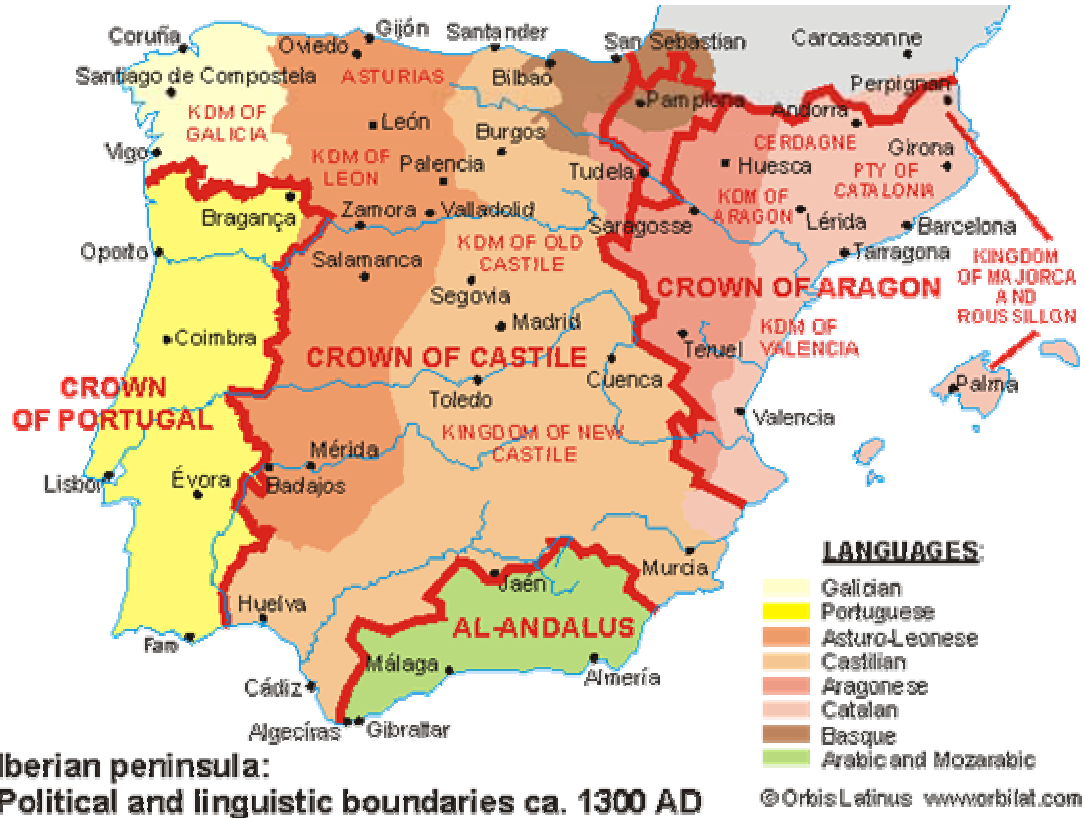 Coruña
Oviedo
Gijón
Santander
San Sebastian
Carcassonne
Santiago de Compostela
ASTURIAS
Bilbao
Perpignan
Pamplona
Andorra
KDM OF
GALICIA
León
Burgos
CERDAGNE
Girona
Vigo
KDM OF
LEON
Palencia
Tudela
Huesca
PTY OF
CATALONIA
Bragança
Zamora
Valladolid
Saragosse
KDM OF
ARAGON
Lérida
Barcelona
Oporto
Salamanca
KDM OF OLD
CASTILE
Tarragona
KINGDOM
OF MAJORCA
AND
ROUSSILLON
Segovia
CROWN OF ARAGON
Coimbra
Madrid
KDM OF
VALENCIA
Teruel
CROWN OF CASTILE
Cuenca
Palma
CROWN
OF PORTUGAL
Toledo
Valencia
Mérida
KINGDOM OF NEW
CASTILE
Lisboa
Évora
Badajos
Murcia
Jaén
Huelva
AL-ANDALUS
Faro
Málaga
Almería
Cádiz
Algeciras
Gibraltar
LANGUAGES:
Galician
Portuguese
Asturo-Leonese
Castilian
Aragonese
Catalan
Basque
Arabic and Mozarabic
Iberian peninsula:
Political and linguistic boundaries ca. 1300 AD
© Orbis Latinus www.orbilat.com